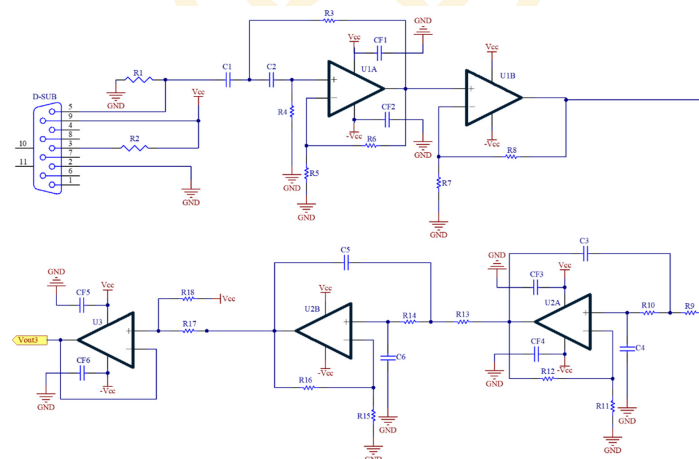 R3
GND
Vcc
CF1
R1
C1
C2
U1A
U1B
Vcc
GND
D-SUB
Vcc
5
9
4
8
3
7
2
6
1
10
11
R2
R4
CF2
-Vcc
-Vcc
R6
GND
R8
R5
R7
GND
GND
GND
GND
C5
C3
GND
GND
Vcc
CF3
Vcc
CF5
Vcc
R18
Vcc
U2B
R14
R13
U2A
R10
R9
U3
R17
Vout3
C6
CF4
C4
CF6
-Vcc
-Vcc
-Vcc
R12
GND
R16
GND
R15
R11
GND
GND
GND
GND